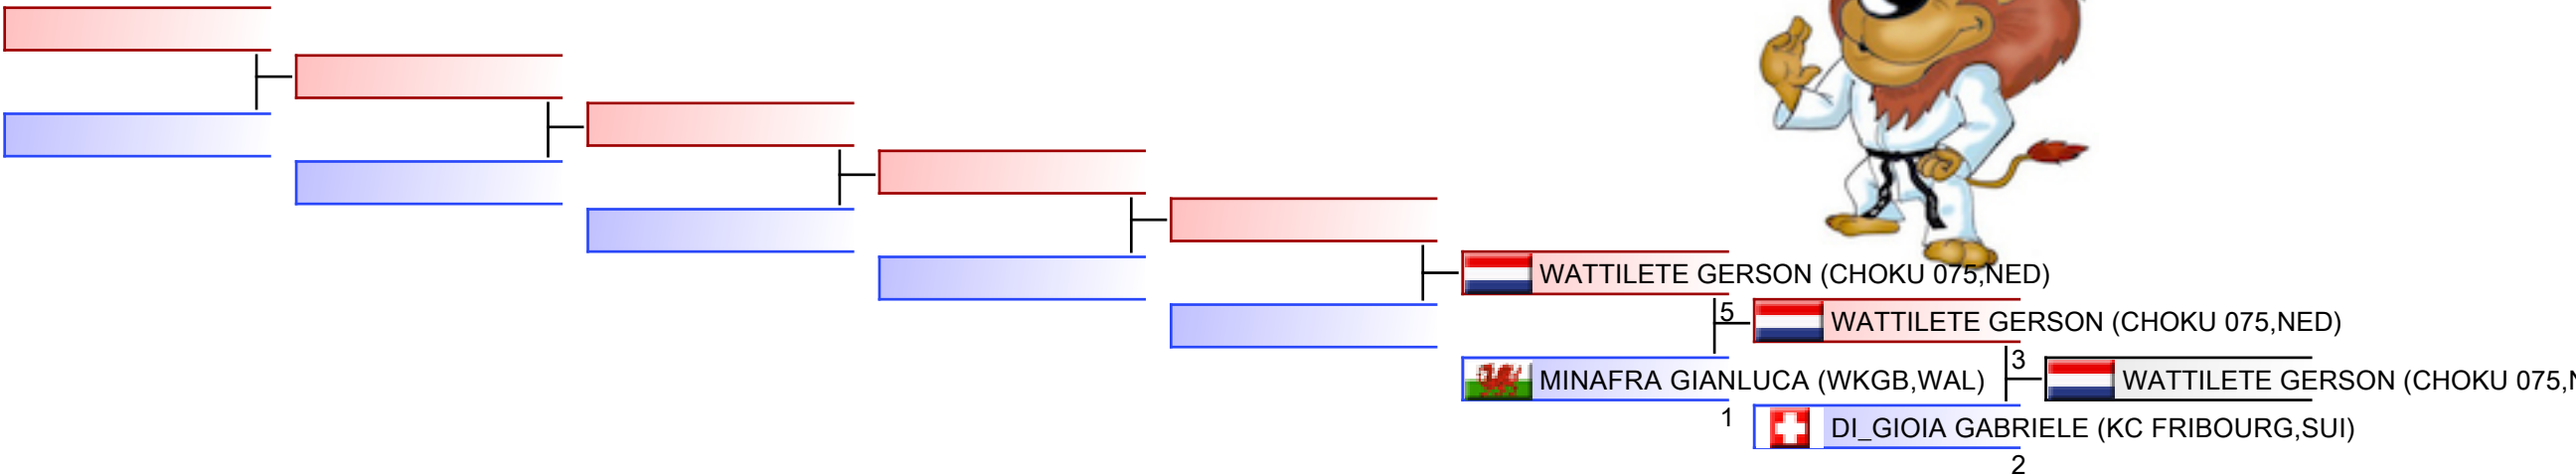 WATTILETE GERSON (CHOKU 075,NED)
5
WATTILETE GERSON (CHOKU 075,NED)
3
MINAFRA GIANLUCA (WKGB,WAL)
WATTILETE GERSON (CHOKU 075,
1
DI_GIOIA GABRIELE (KC FRIBOURG,SUI)
2